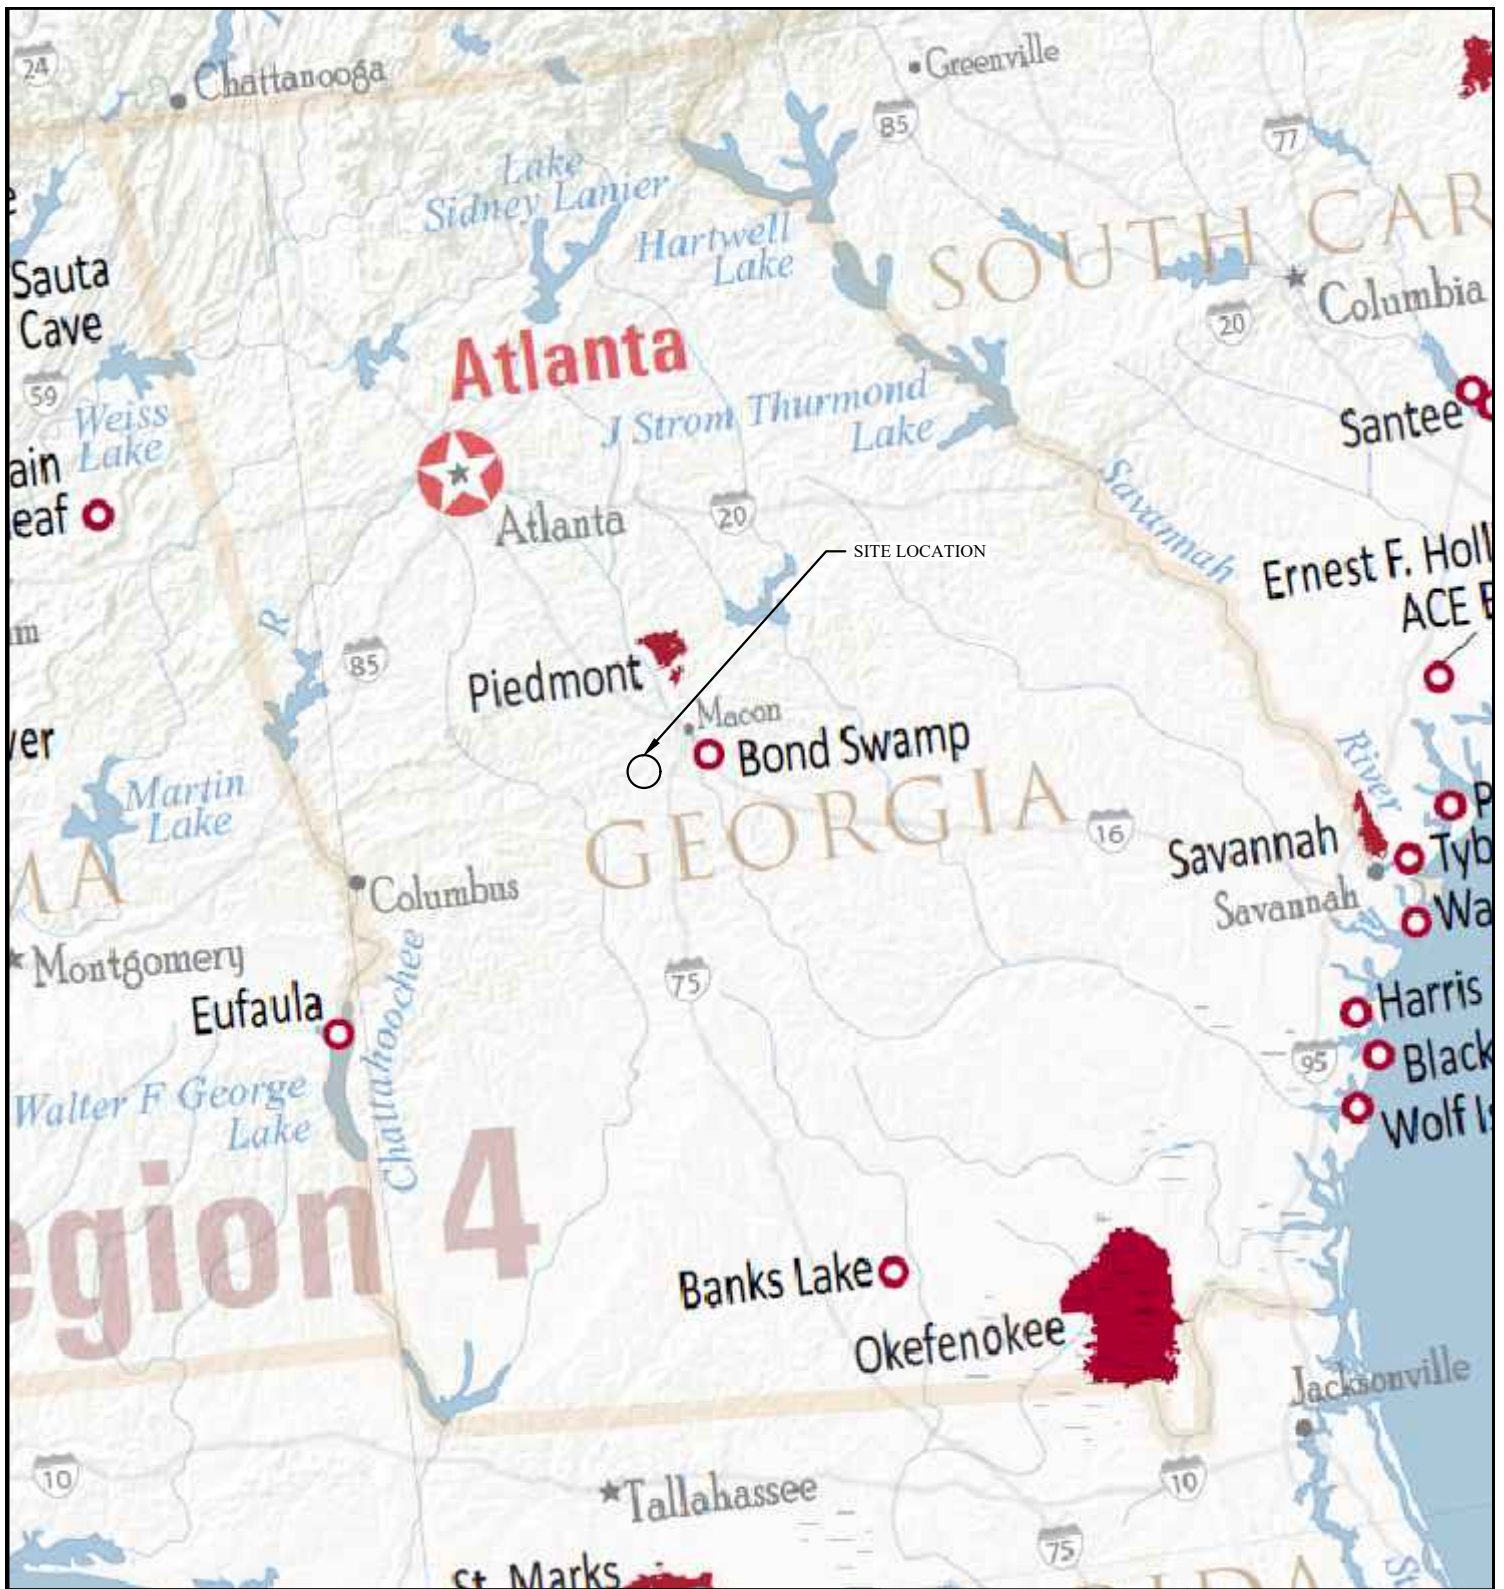 24
Chattanooga
Greenville
85
77
Lake
Sidney Lanier
Hartwell
Lake
SOUTH CAR
Sauta
Cave
Columbia
20
59
Atlanta
Weiss
Lake
J Strom Thurmond
Lake
Santee
ain
eaf
Atlanta
20
Savannah
SITE LOCATION
Ernest F. Holl
ACE
m
R
85
Piedmont
Macon
Bond Swamp
ver
River
Martin
Lake
GEORGIA
16
Savannah
Tyb
MA
Columbus
Savannah
Wa
Montgomery
Chattahoochee
75
Eufaula
Harris
95
Black
Walter F George
Lake
Wolf Is
egion 4
Banks Lake
Okefenokee
Jacksonville
10
Tallahassee
10
75
St. Marks
IDA
St